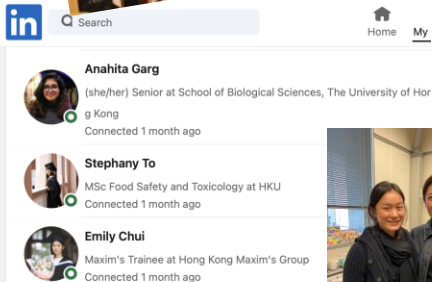 in
Search
Home
My
Anahita Garg
(she/her) Senior at School of Biological Sciences, The University of Hon
g Kong
Connected 1 month ago
Stephany To
MSc Food Safety and Toxicology at HKU
Connected 1 month ago
Emily Chui
Maxim's Trainee at Hong Kong Maxim's Group
Connected 1 month ago